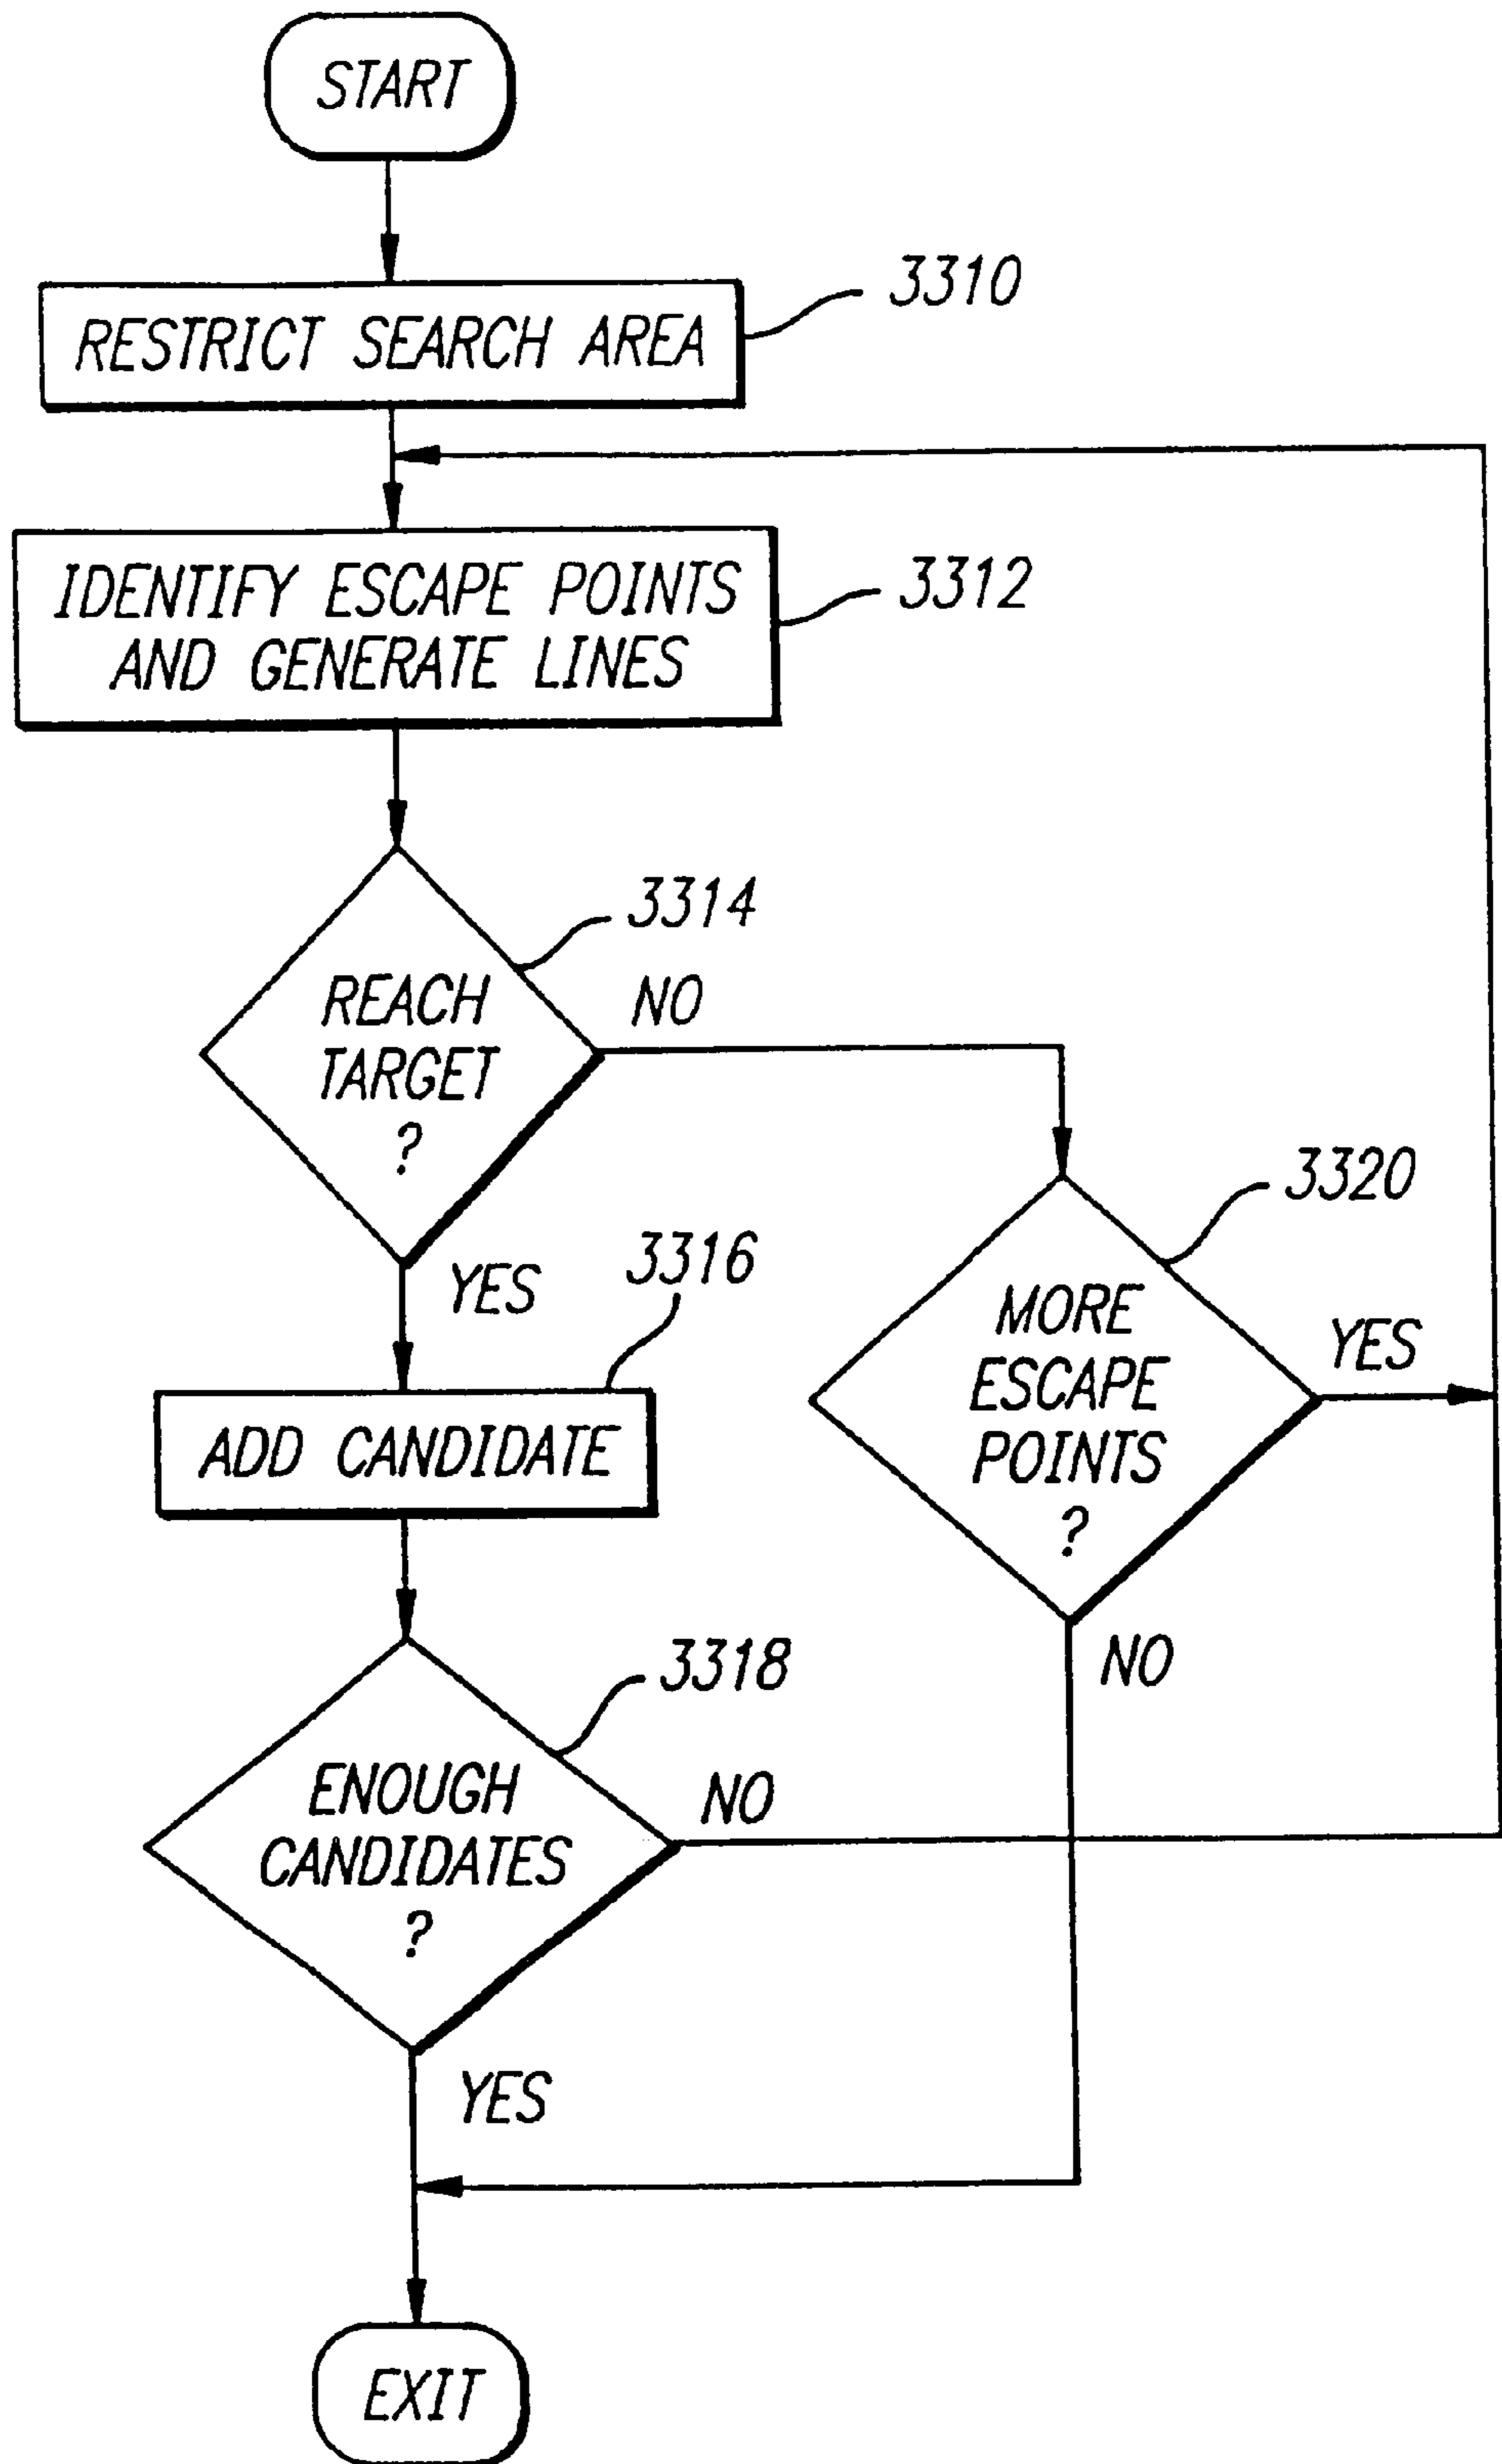 START
3310
RESTRICT SEARCH AREA
IDENTIFY ESCAPE POINTS
AND GENERATE LINES
3312
3314
REACH
TARGET
?
NO
YES
3316
ADD CANDIDATE
3320
MORE
ESCAPE
POINTS
?
YES
NO
3318
ENOUGH
CANDIDATES
?
NO
YES
EXIT